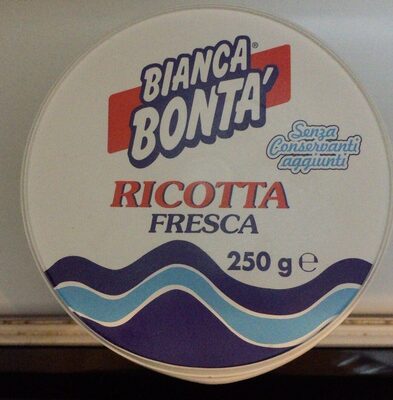 BIANCA®
BONTA'
Senza
Conservanti
aggiunti
RICOTTA
FRESCA
250 g ℮